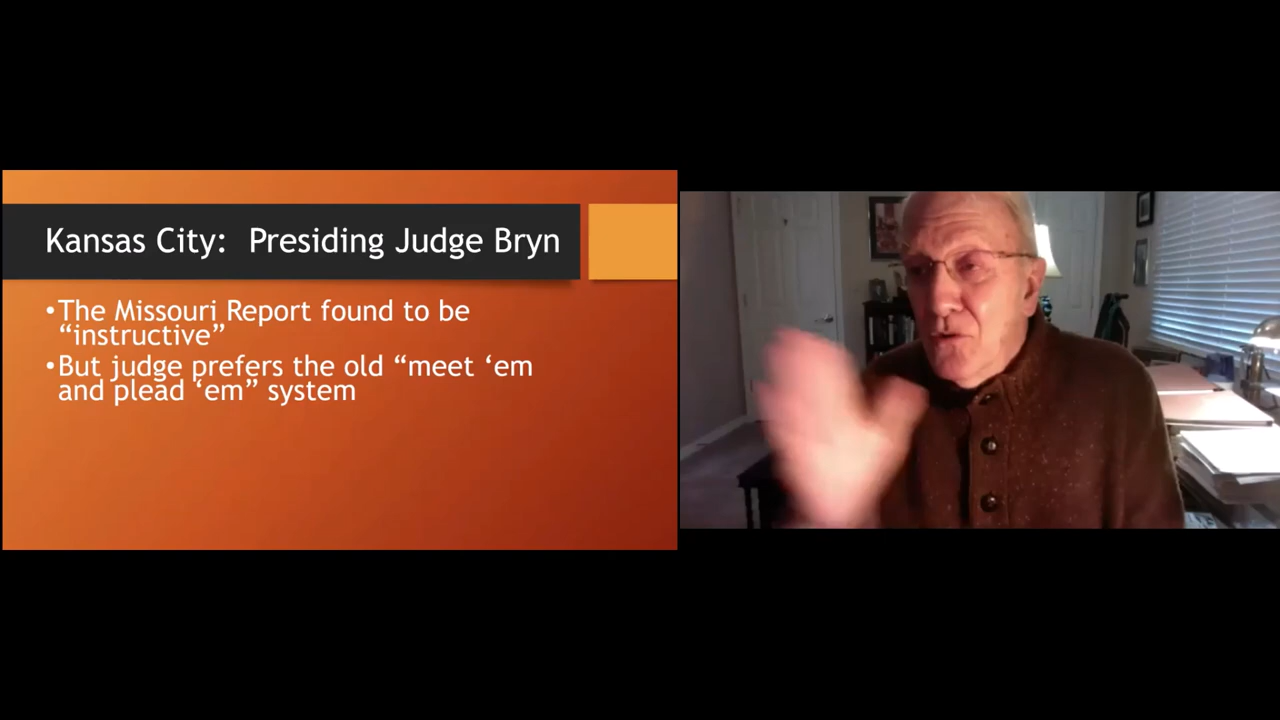 Kansas City:  Presiding Judge Bryn
•The Missouri Report found to be
“instructive”
•But judge prefers the old “meet ‘em
and plead ‘em” system